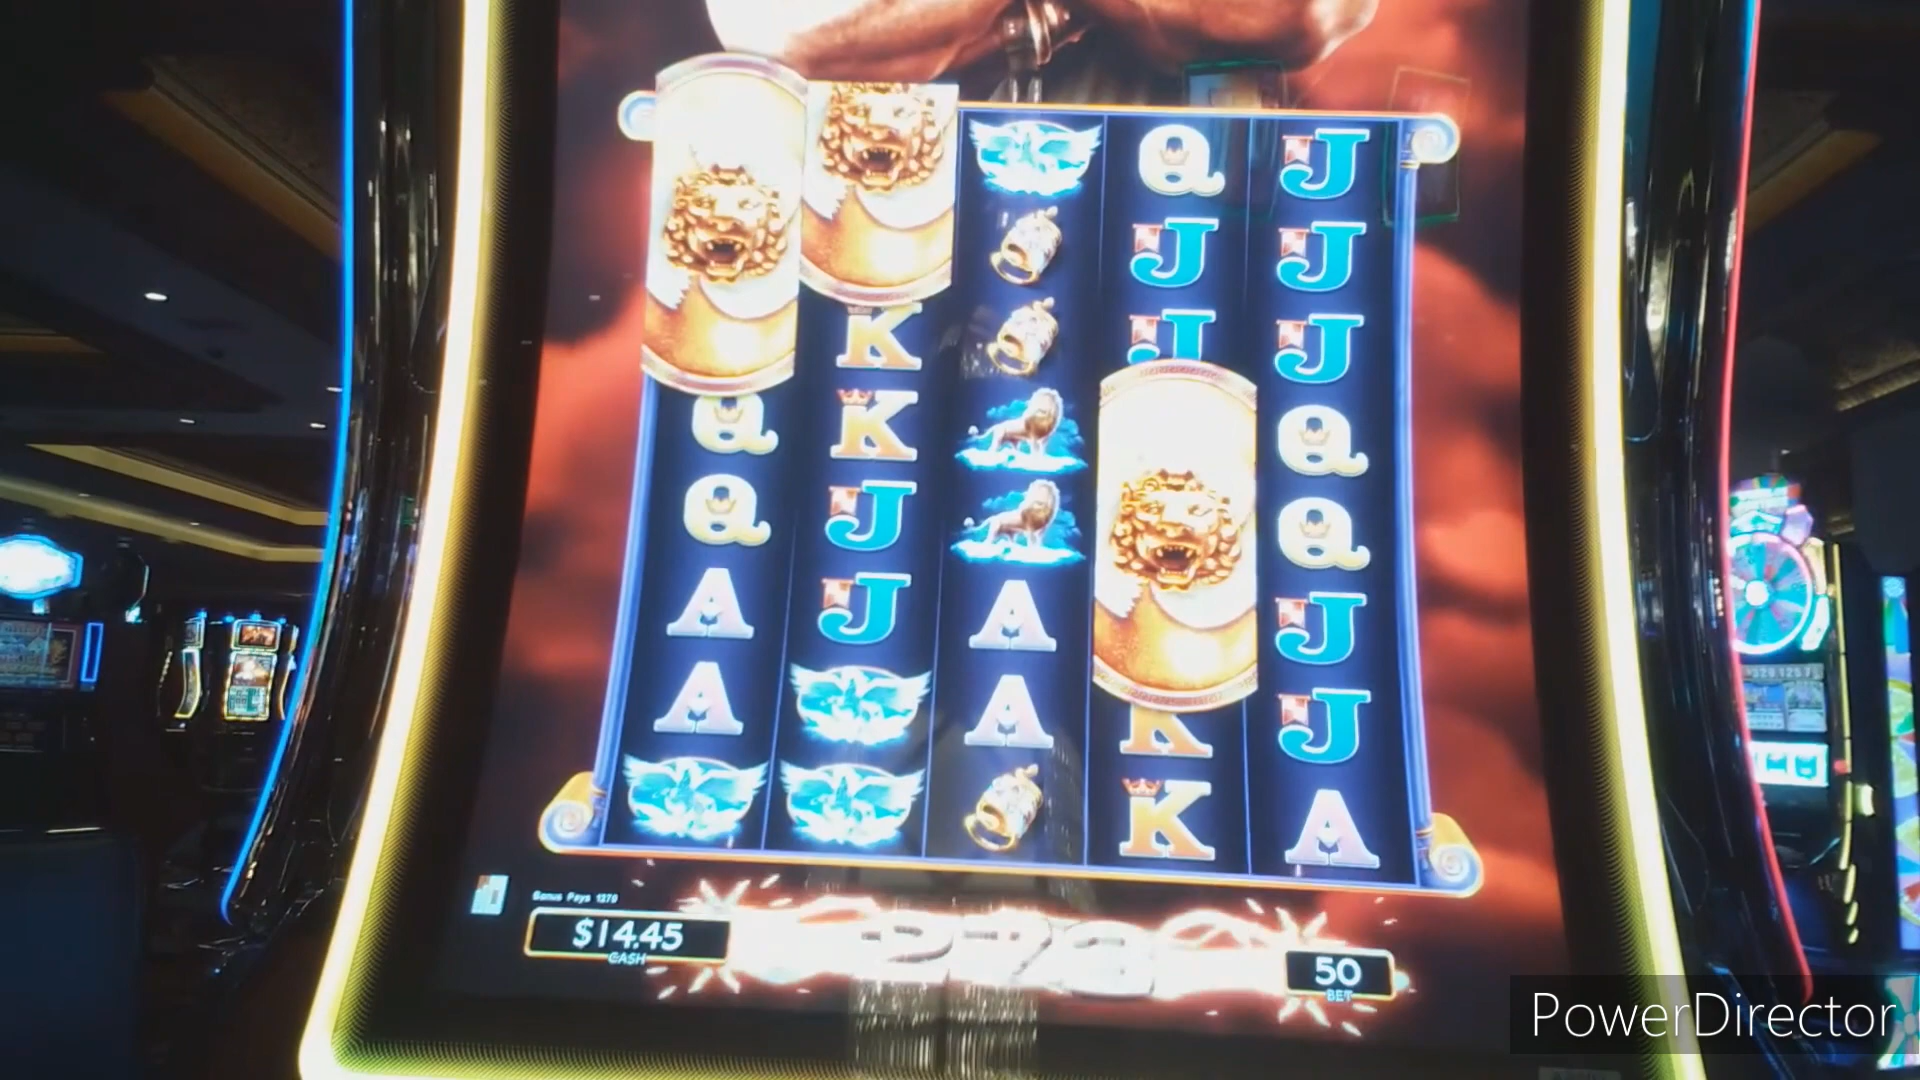 Q J
J J
K J J
Q K Q
Q J Q
A J A J
A A K J
K A
Bonus Pays 1270
$14.45
CASH
50
BET
PowerDirector